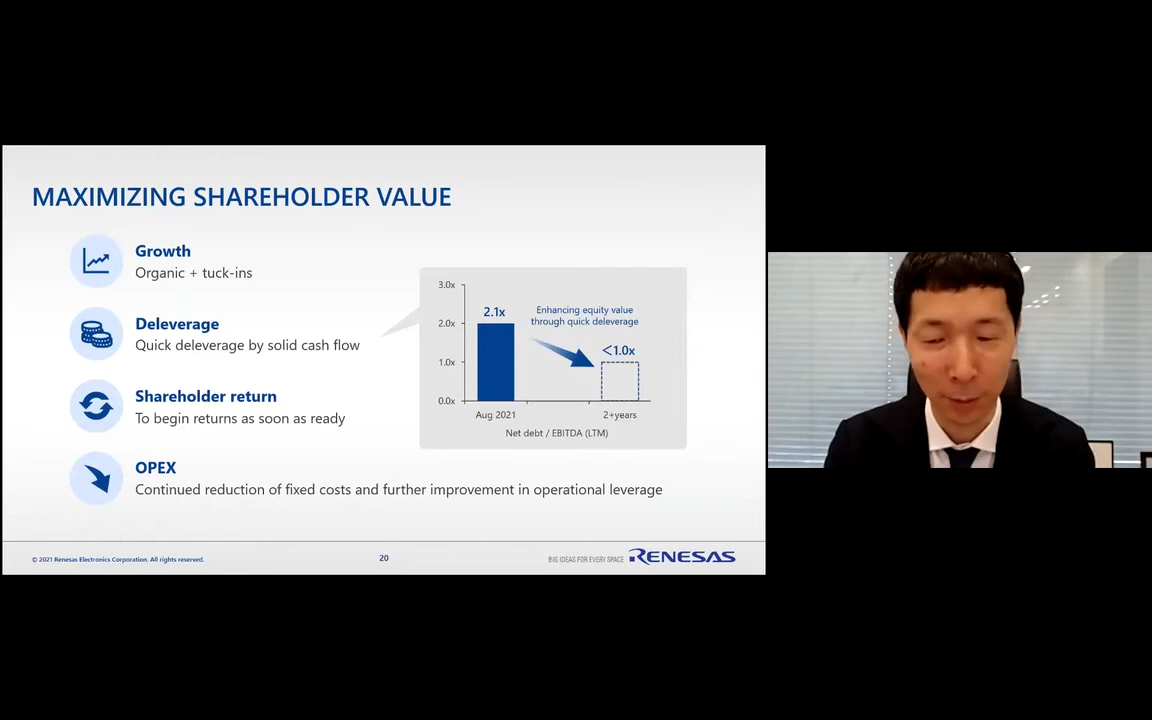 MAXIMIZING SHAREHOLDER VALUE
Growth
Organic + tuck-ins
Deleverage
Quick deleverage by solid cash flow
Shareholder return
To begin returns as soon as ready
OPEX
Continued reduction of fixed costs and further improvement in operational leverage
3.0x
2.0x
1.0x
0.0x
2.1x
Enhancing equity value
through quick deleverage
<1.0x
Aug 2021
2+years
Net debt / EBITDA (LTM)
© 2021 Renesas Electronics Corporation. All rights reserved.
20
BIG IDEAS FOR EVERY SPACE
RENESAS